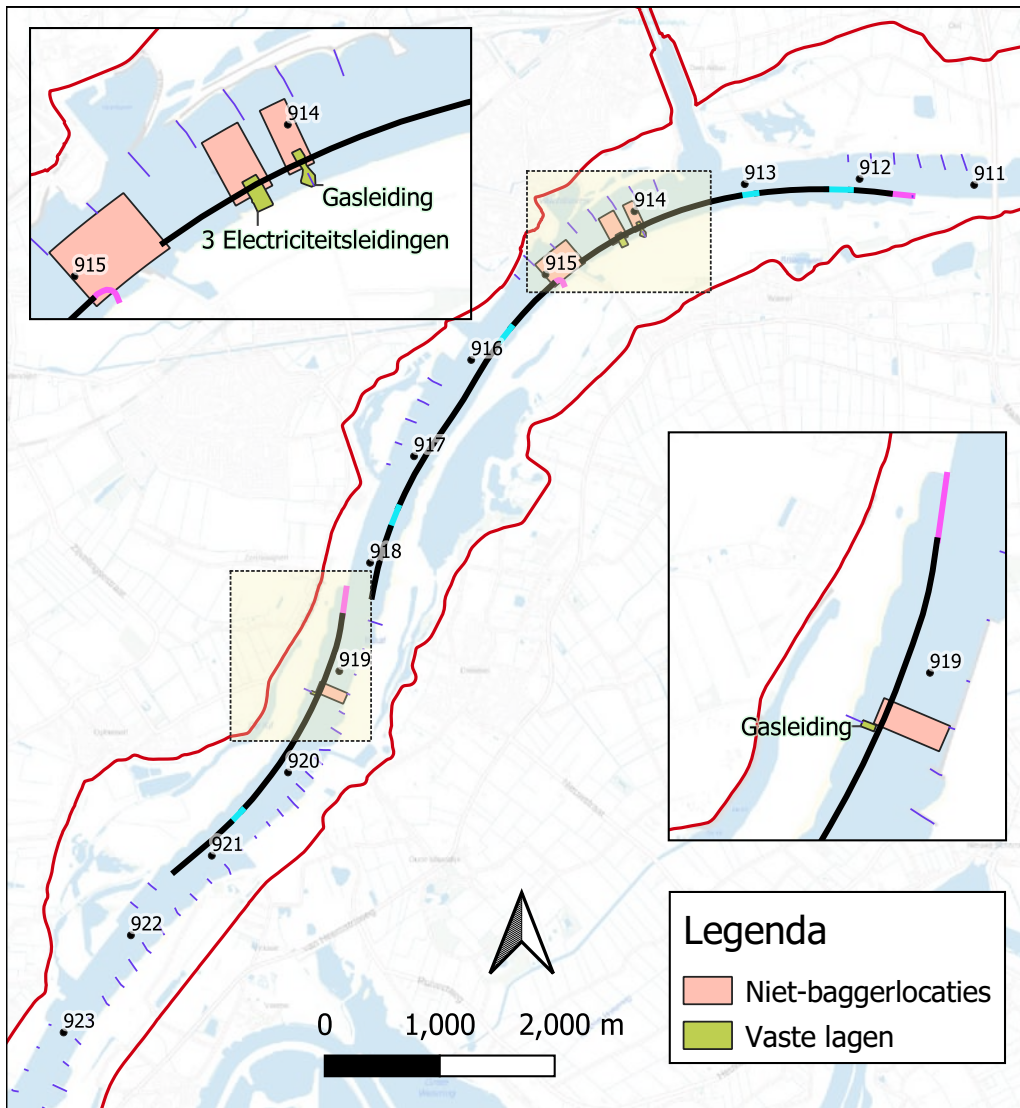 914
Gasleiding
3 Electriciteitsleidingen
915
911
912
913
914
915
916
917
918
919
920
921
922
923
919
Gasleiding
Legenda
Niet-baggerlocaties
Vaste lagen
0 1,000 2,000 m